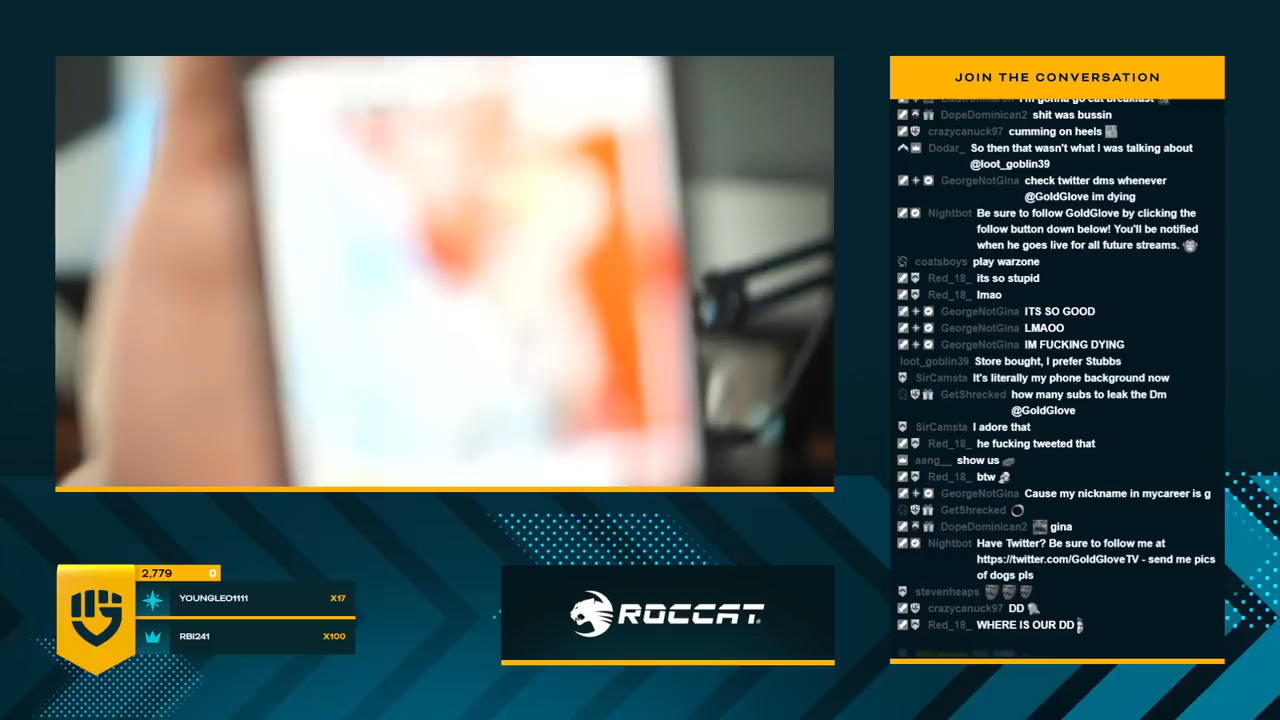 JOIN THE CONVERSATION
I'm gonna go eat breakfast
DopeDominican2 shit was bussin
crazycanuck97 cumming on heels
Dodar_ So then that wasn't what I was talking about
@loot_goblin39
GeorgeNotGina check twitter dms whenever
@GoldGlove im dying
Nightbot Be sure to follow GoldGlove by clicking the
follow button down below! You'll be notified
when he goes live for all future streams.
coatsboys play warzone
Red_18_ its so stupid
Red_18_ lmao
GeorgeNotGina ITS SO GOOD
GeorgeNotGina LMAOO
GeorgeNotGina IM FUCKING DYING
loot_goblin39 Store bought, I prefer Stubbs
SirCamsta It's literally my phone background now
GetShrecked how many subs to leak the Dm
@GoldGlove
SirCamsta I adore that
Red_18_ he fucking tweeted that
aang__ show us
Red_18_ btw
GeorgeNotGina Cause my nickname in mycareer is g
GetShrecked
DopeDominican2 gina
Nightbot Have Twitter? Be sure to follow me at
https://twitter.com/GoldGloveTV - send me pics
of dogs pls
stevenheaps
crazycanuck97 DD
Red_18_ WHERE IS OUR DD
2,779 0
YOUNGLEO1111 X17
RBI241 X100
ROCCAT